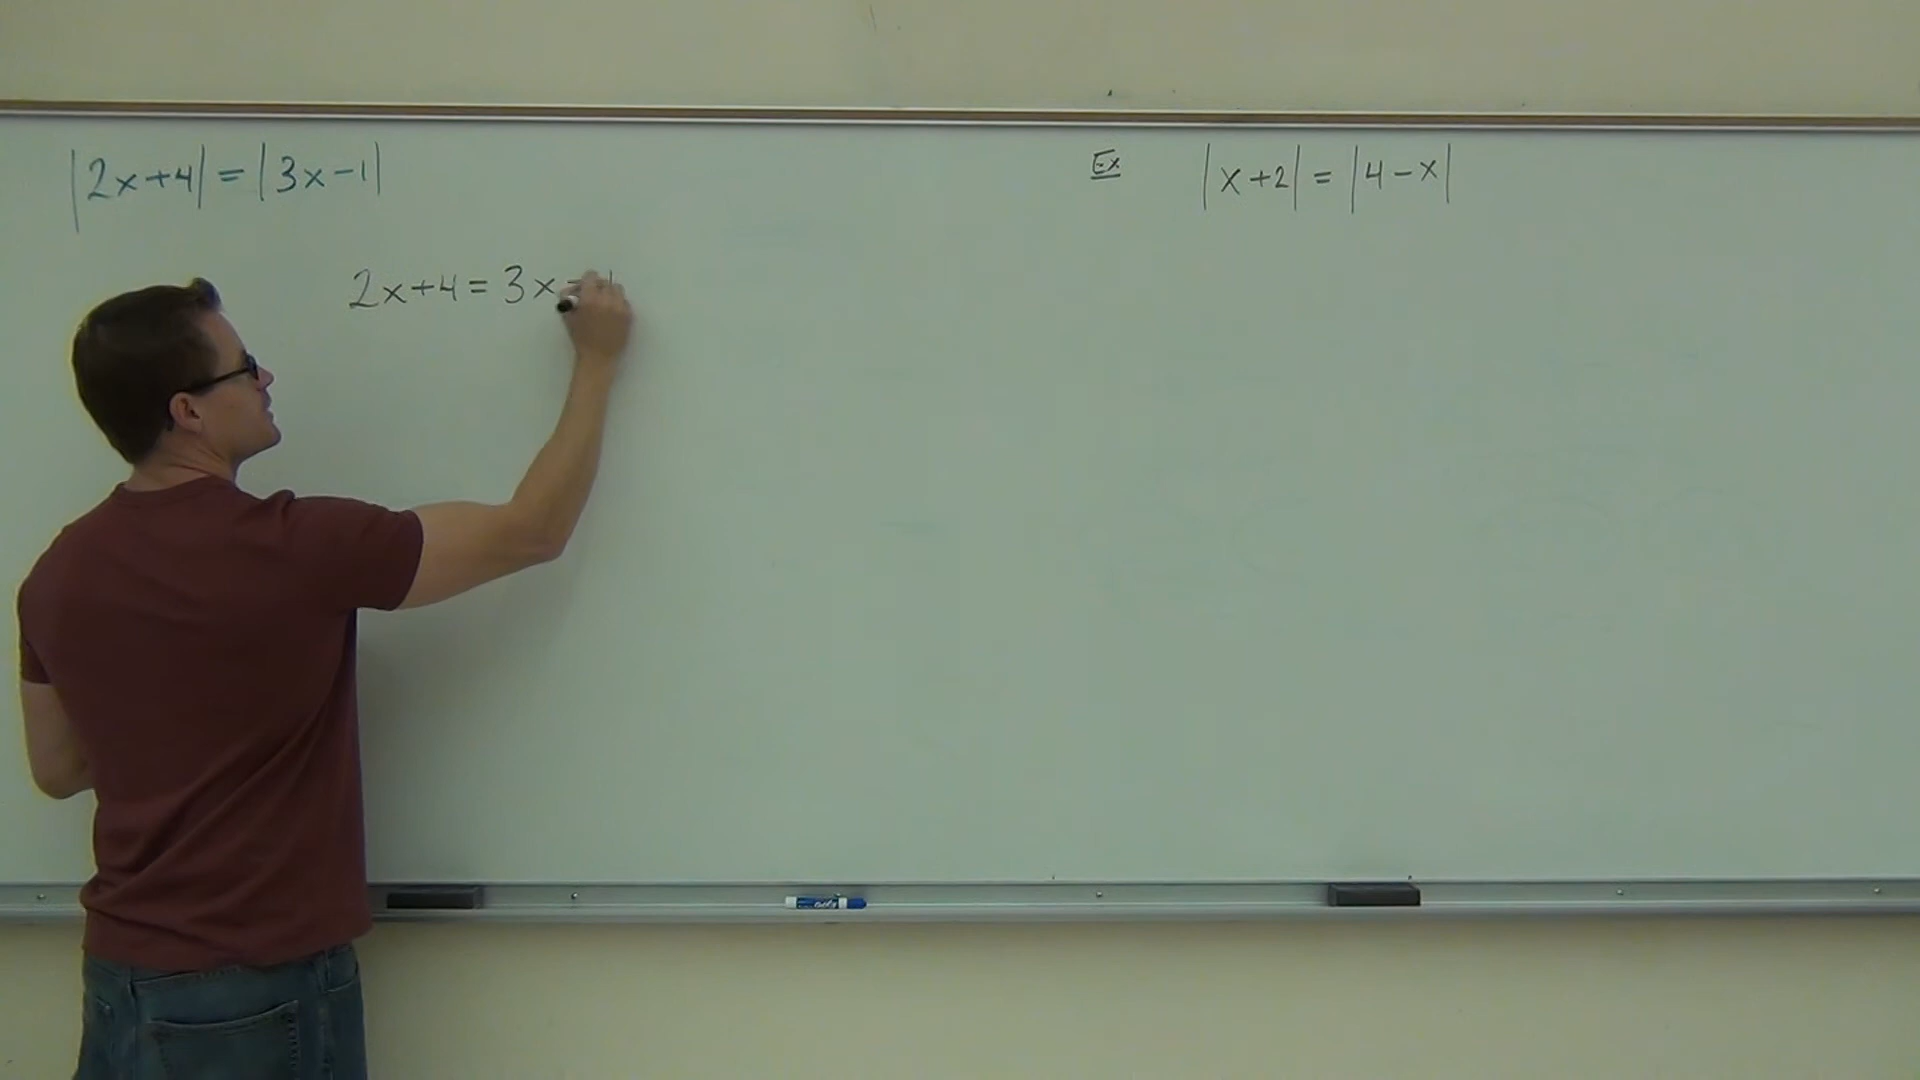 |2x+4| = |3x-1|
2x+4 = 3x-1
Ex |x+2| = |4-x|